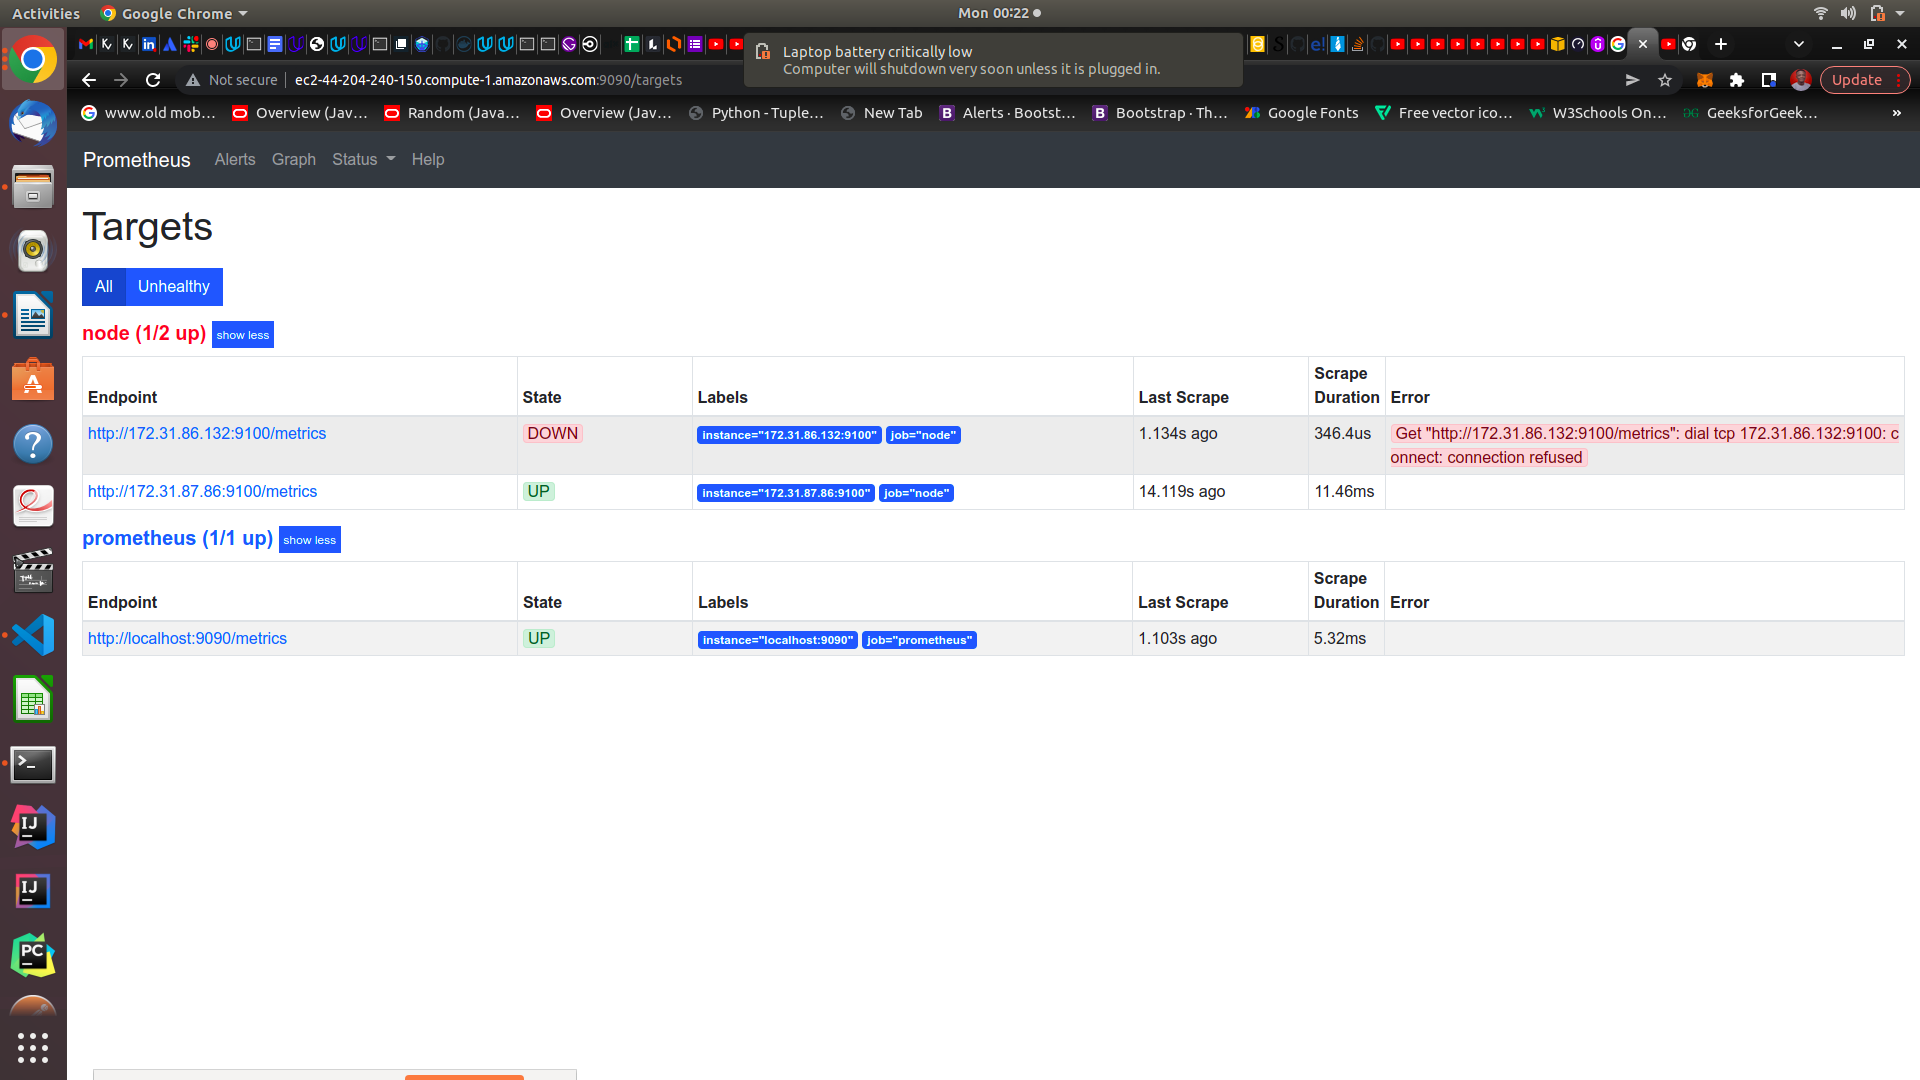 Activities
Google Chrome
Mon 00:22
Laptop battery critically low
Computer will shutdown very soon unless it is plugged in.
Not secure
ec2-44-204-240-150.compute-1.amazonaws.com:9090/targets
Update
www.old mob…
Overview (Jav…
Random (Java…
Overview (Jav…
Python - Tuple…
New Tab
Alerts · Bootst…
Bootstrap · Th…
Google Fonts
Free vector ico…
W3Schools On…
GeeksforGeek…
»
Prometheus
Alerts
Graph
Status
Help
Targets
All
Unhealthy
node (1/2 up)
show less
Endpoint
State
Labels
Last Scrape
Scrape
Duration
Error
http://172.31.86.132:9100/metrics
DOWN
instance="172.31.86.132:9100"
job="node"
1.134s ago
346.4us
Get "http://172.31.86.132:9100/metrics": dial tcp 172.31.86.132:9100: c
onnect: connection refused
http://172.31.87.86:9100/metrics
UP
instance="172.31.87.86:9100"
job="node"
14.119s ago
11.46ms
prometheus (1/1 up)
show less
Endpoint
State
Labels
Last Scrape
Scrape
Duration
Error
http://localhost:9090/metrics
UP
instance="localhost:9090"
job="prometheus"
1.103s ago
5.32ms